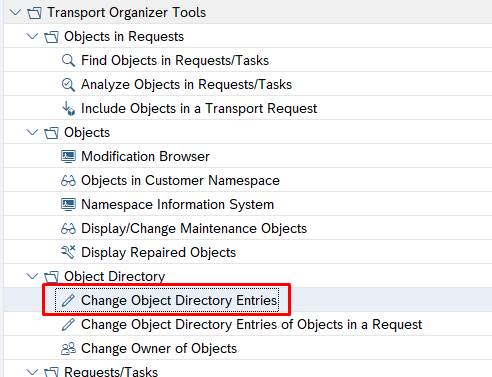 Transport Organizer Tools
Objects in Requests
Find Objects in Requests/Tasks
Analyze Objects in Requests/Tasks
Include Objects in a Transport Request
Objects
Modification Browser
Objects in Customer Namespace
Namespace Information System
Display/Change Maintenance Objects
Display Repaired Objects
Object Directory
Change Object Directory Entries
Change Object Directory Entries of Objects in a Request
Change Owner of Objects
Requests/Tasks